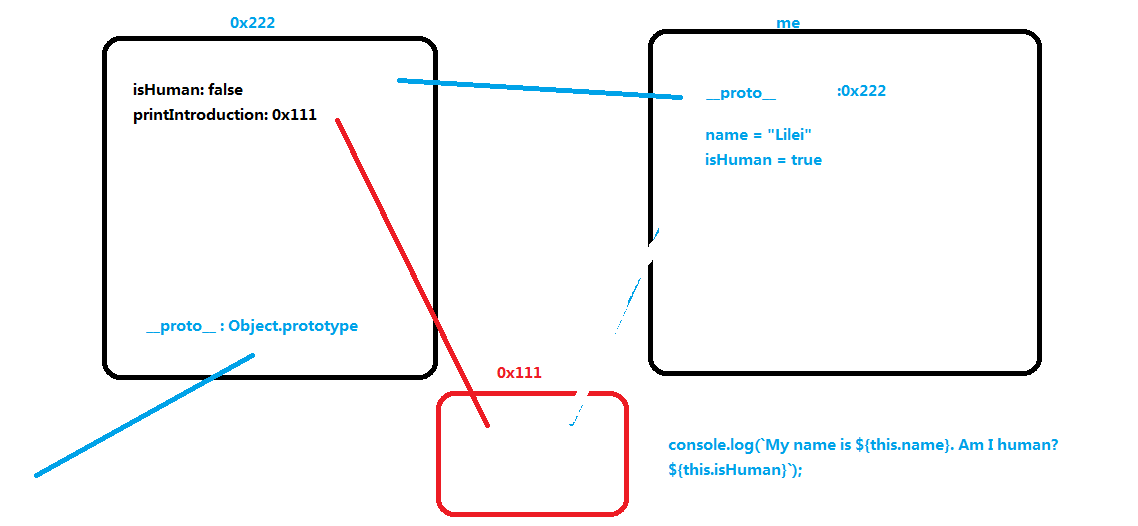 0x222
isHuman: false
printIntroduction: 0x111
__proto__ : Object.prototype
me
__proto__ :0x222
name = "Lilei"
isHuman = true
0x111
console.log(`My name is ${this.name}. Am I human?
${this.isHuman}`);